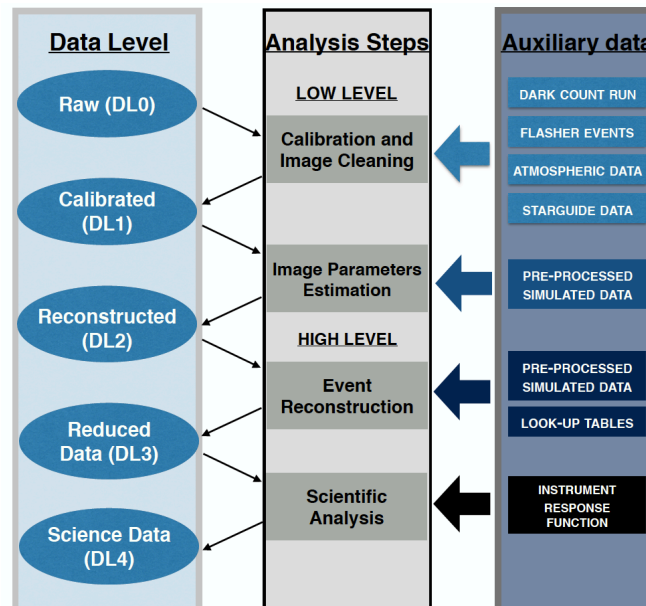 Data Level
Raw (DL0)
Calibrated
(DL1)
Reconstructed
(DL2)
Reduced
Data (DL3)
Science Data
(DL4)
Analysis Steps
LOW LEVEL
Calibration and
Image Cleaning
Image Parameters
Estimation
HIGH LEVEL
Event
Reconstruction
Scientific
Analysis
Auxiliary data
DARK COUNT RUN
FLASHER EVENTS
ATMOSPHERIC DATA
STARGUIDE DATA
PRE-PROCESSED
SIMULATED DATA
PRE-PROCESSED
SIMULATED DATA
LOOK-UP TABLES
INSTRUMENT
RESPONSE
FUNCTION